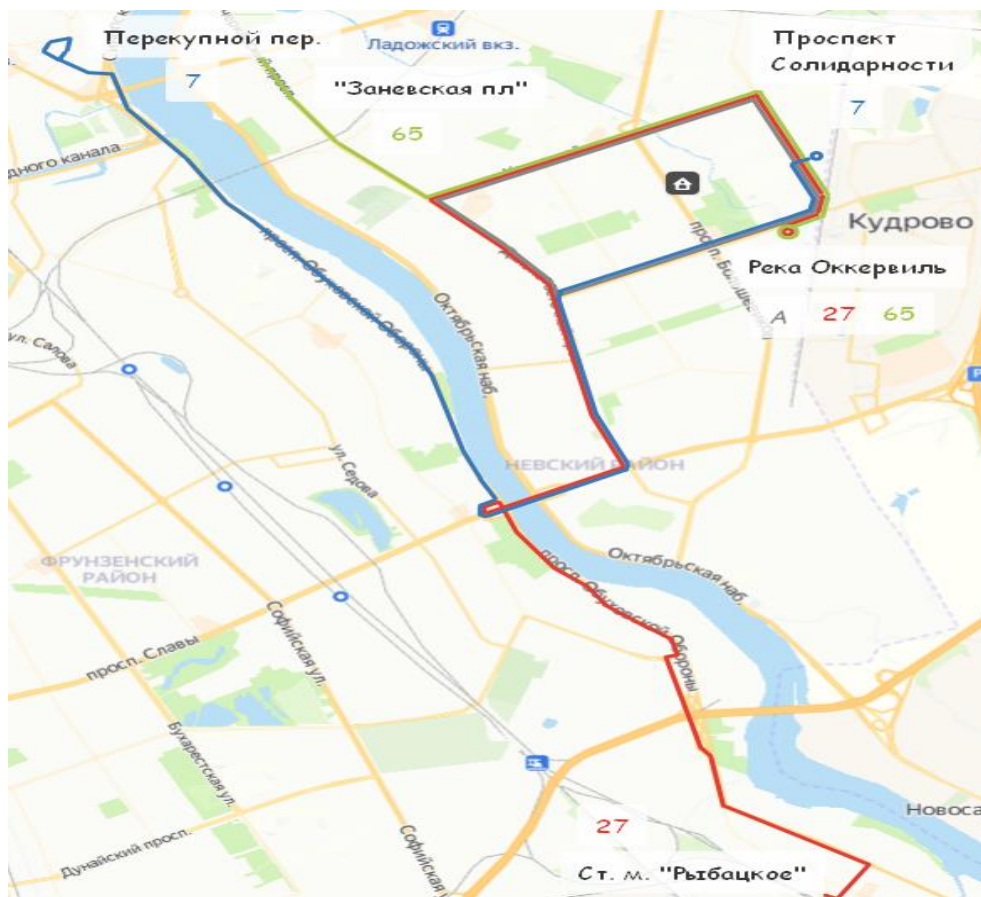 Перекупной пер.
7
Ладожский вкз.
Проспект
Солидарности
7
"Заневская пл"
65
дного канала
Кудрово
Река Оккервиль
А 27 65
просп. Обуховской Обороны
Октябрьская наб.
ул. Салова
ул. Седова
НЕВСКИЙ РАЙОН
ФРУНЗЕНСКИЙ
РАЙОН
Октябрьская наб.
просп. Обуховской Обороны
просп. Славы
Софийская ул.
Бухарестская ул.
Новоса
27
Дунайский просп.
Софийская ул.
Ст. м. "Рыбацкое"